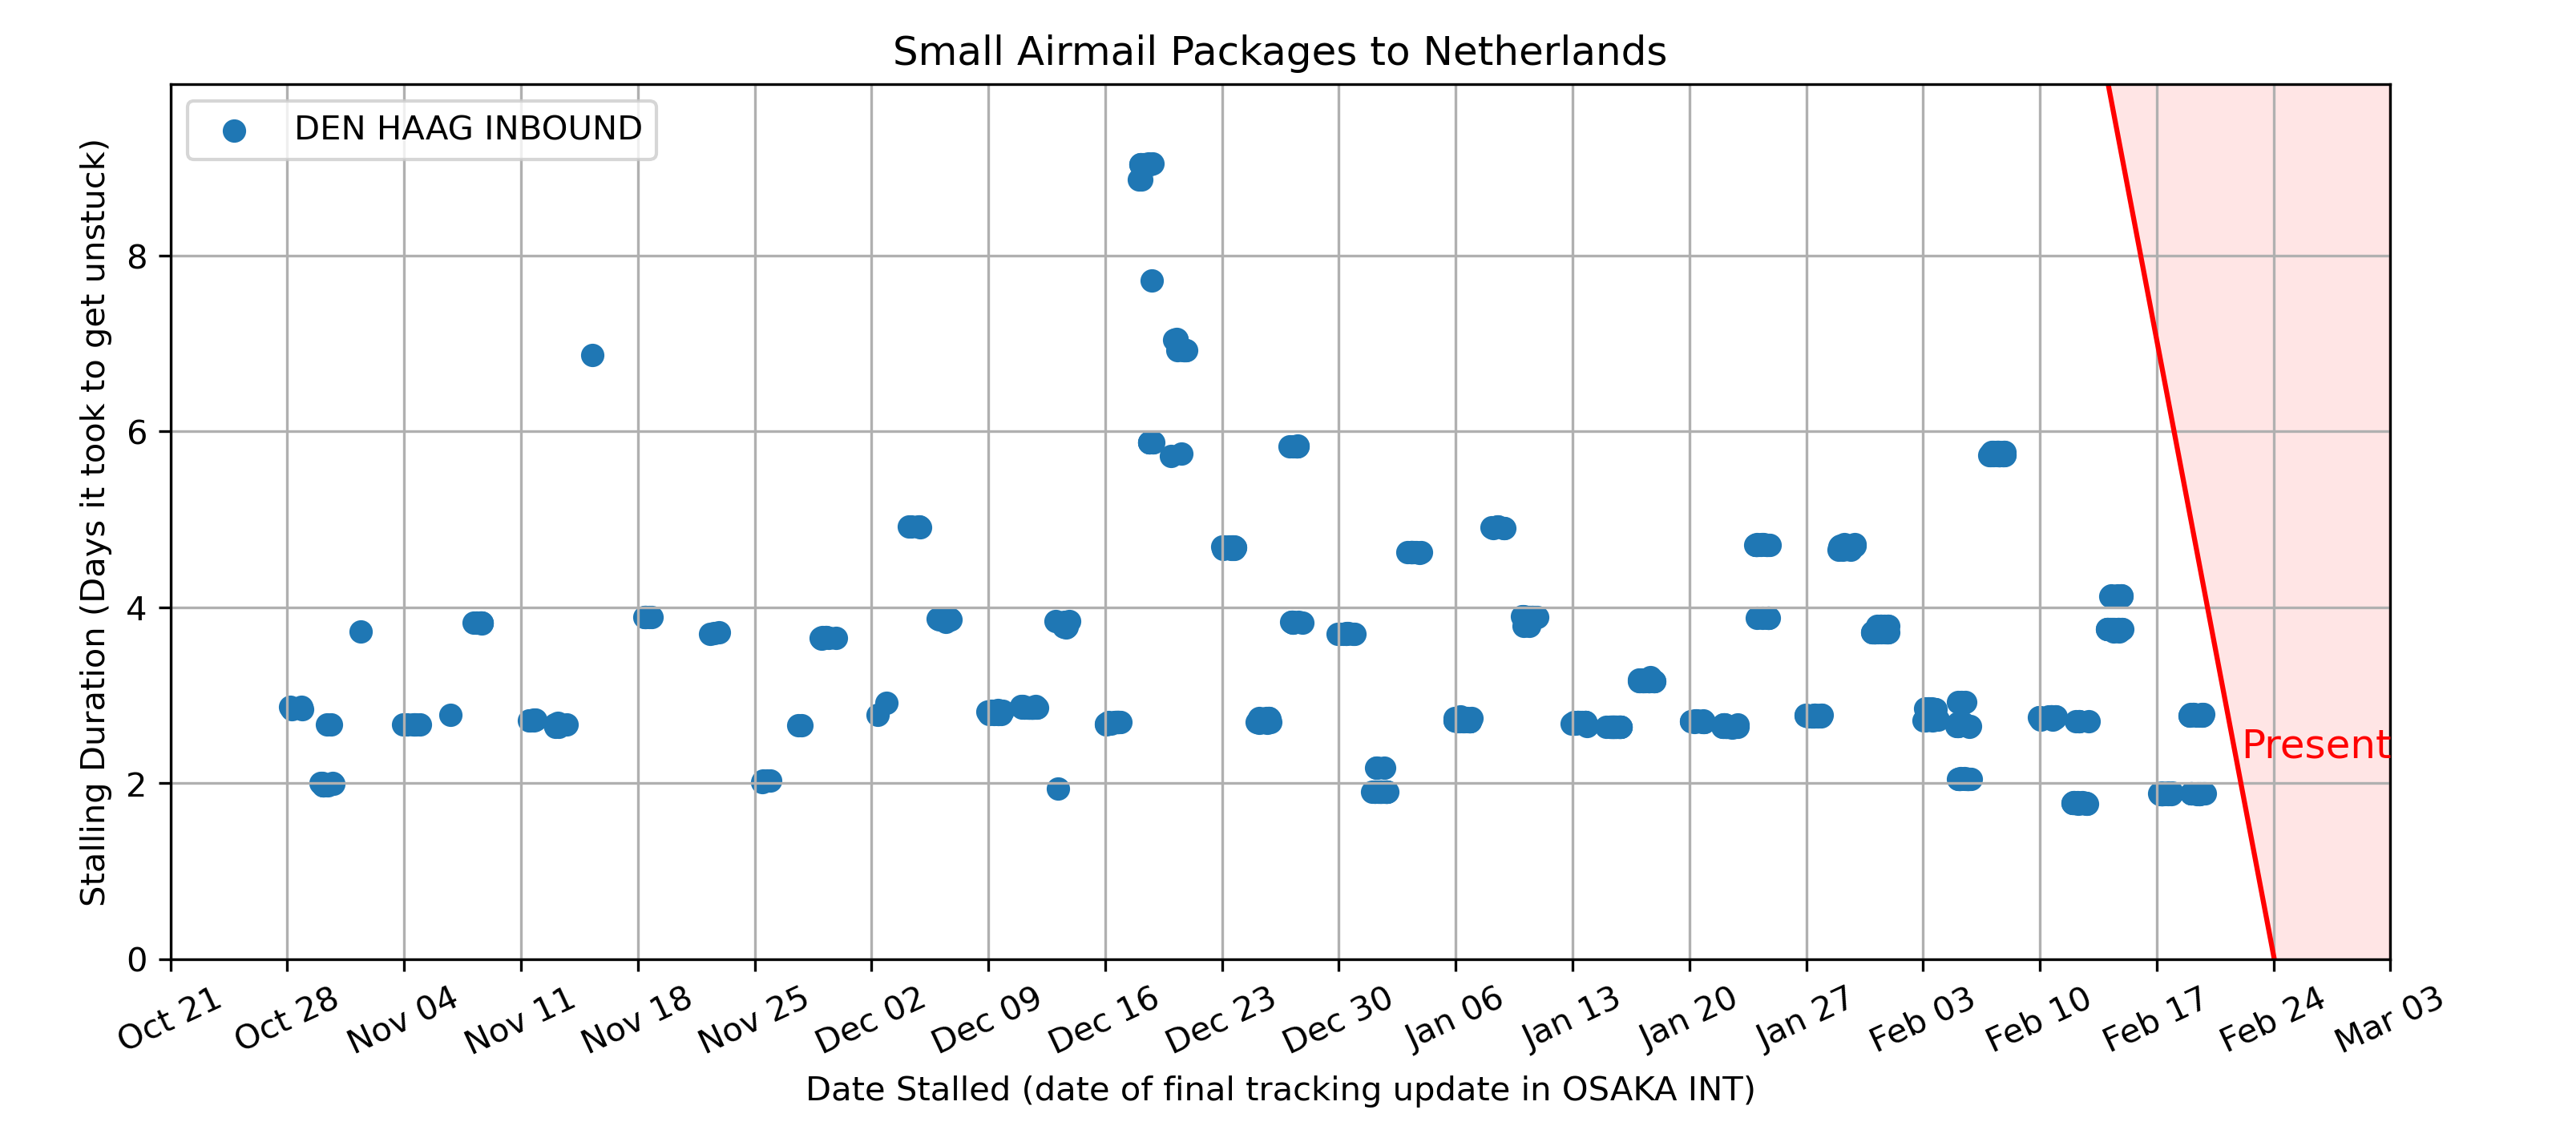 Small Airmail Packages to Netherlands
DEN HAAG INBOUND
Stalling Duration (Days it took to get unstuck)
8
6
4
2
0
Present
Oct 21
Oct 28
Nov 04
Nov 11
Nov 18
Nov 25
Dec 02
Dec 09
Dec 16
Dec 23
Dec 30
Jan 06
Jan 13
Jan 20
Jan 27
Feb 03
Feb 10
Feb 17
Feb 24
Mar 03
Date Stalled (date of final tracking update in OSAKA INT)